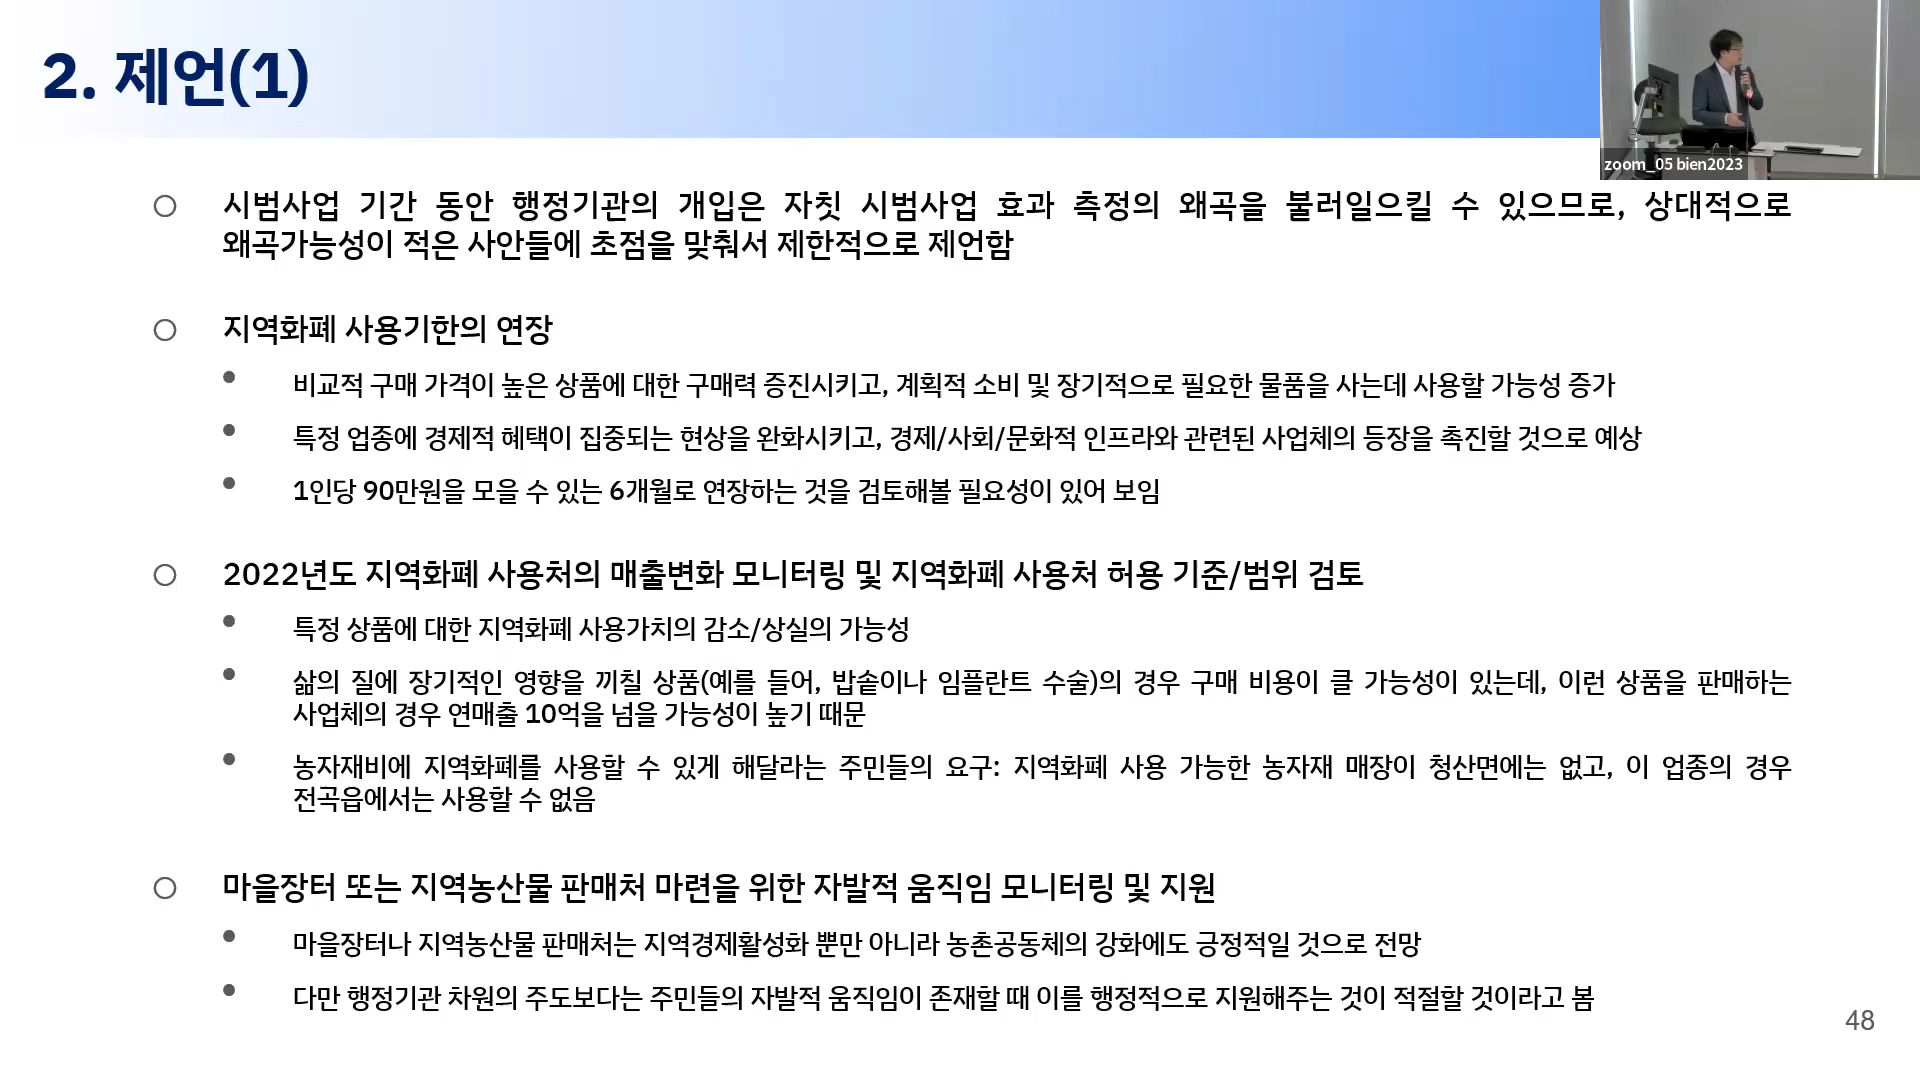 2. 제언(1)
zoom_05 bien2023
시범사업 기간 동안 행정기관의 개입은 자칫 시범사업 효과 측정의 왜곡을 불러일으킬 수 있으므로, 상대적으로
왜곡가능성이 적은 사안들에 초점을 맞춰서 제한적으로 제언함
지역화폐 사용기한의 연장
비교적 구매 가격이 높은 상품에 대한 구매력 증진시키고, 계획적 소비 및 장기적으로 필요한 물품을 사는데 사용할 가능성 증가
특정 업종에 경제적 혜택이 집중되는 현상을 완화시키고, 경제/사회/문화적 인프라와 관련된 사업체의 등장을 촉진할 것으로 예상
1인당 90만원을 모을 수 있는 6개월로 연장하는 것을 검토해볼 필요성이 있어 보임
2022년도 지역화폐 사용처의 매출변화 모니터링 및 지역화폐 사용처 허용 기준/범위 검토
특정 상품에 대한 지역화폐 사용가치의 감소/상실의 가능성
삶의 질에 장기적인 영향을 끼칠 상품(예를 들어, 밥솥이나 임플란트 수술)의 경우 구매 비용이 클 가능성이 있는데, 이런 상품을 판매하는
사업체의 경우 연매출 10억을 넘을 가능성이 높기 때문
농자재비에 지역화폐를 사용할 수 있게 해달라는 주민들의 요구: 지역화폐 사용 가능한 농자재 매장이 청산면에는 없고, 이 업종의 경우
전곡읍에서는 사용할 수 없음
마을장터 또는 지역농산물 판매처 마련을 위한 자발적 움직임 모니터링 및 지원
마을장터나 지역농산물 판매처는 지역경제활성화 뿐만 아니라 농촌공동체의 강화에도 긍정적일 것으로 전망
다만 행정기관 차원의 주도보다는 주민들의 자발적 움직임이 존재할 때 이를 행정적으로 지원해주는 것이 적절할 것이라고 봄
48